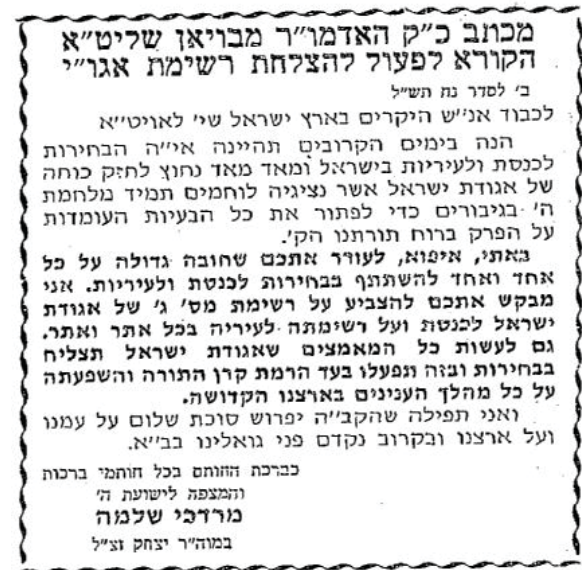 מכתב כ״ק האדמו״ר מבויאן שליט״א
הקורא לפעול להצלחת רשימת אגו״י
ב׳ לסדר נח תש״ל
לכבוד אנ״ש היקרים בארץ ישראל שי׳ לאויט״א
הנה בימים הקרובים תהיינה אי״ה הבחירות
לכנסת ולעיריות בישראל ומאד מאד נחוץ לחזק כוחה
של אגודת ישראל אשר נציגיה לוחמים תמיד מלחמת
ה׳ בגיבורים כדי לפתור את כל הבעיות העומדות
על הפרק ברוח תורתנו הק׳.
באתי, איפוא, לעודד אתכם שחובה גדולה על כל
אחד ואחד להשתתף בבחירות לכנסת ולעיריות. אני
מבקש אתכם להצביע על רשימת מס׳ ג׳ של אגודת
ישראל לכנסת ועל רשימתה לעיריה בכל אתר ואתר.
גם לעשות כל המאמצים שאגודת ישראל תצליח
בבחירות ובזה תפעלו בעד הרמת קרן התורה והשפעתה
על כל מהלך הענינים בארצנו הקדושה.
ואני תפילה שהקב״ה יפרוש סוכת שלום על עמנו
ועל ארצנו ובקרוב נקדם פני גואלינו בב״א.
כברכת החותם בכל חותמי ברכות
והמצפה לישועת ה׳
מרדכי שלמה
במוה״ר יצחק זצ״ל